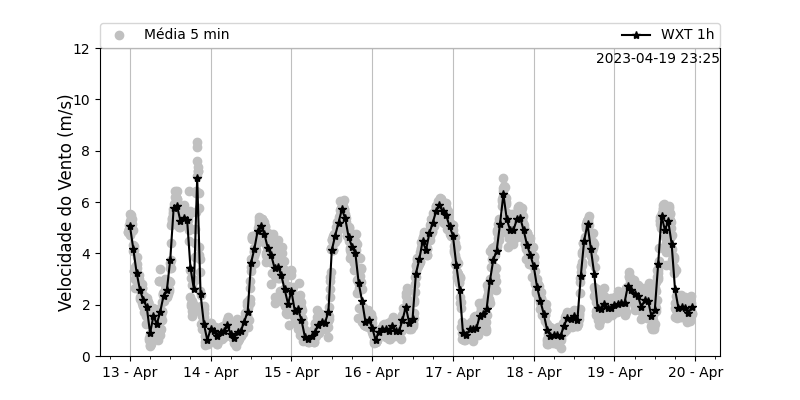 Média 5 min
WXT 1h
2023-04-19 23:25
Velocidade do Vento (m/s)
12
10
8
6
4
2
0
13 - Apr
14 - Apr
15 - Apr
16 - Apr
17 - Apr
18 - Apr
19 - Apr
20 - Apr